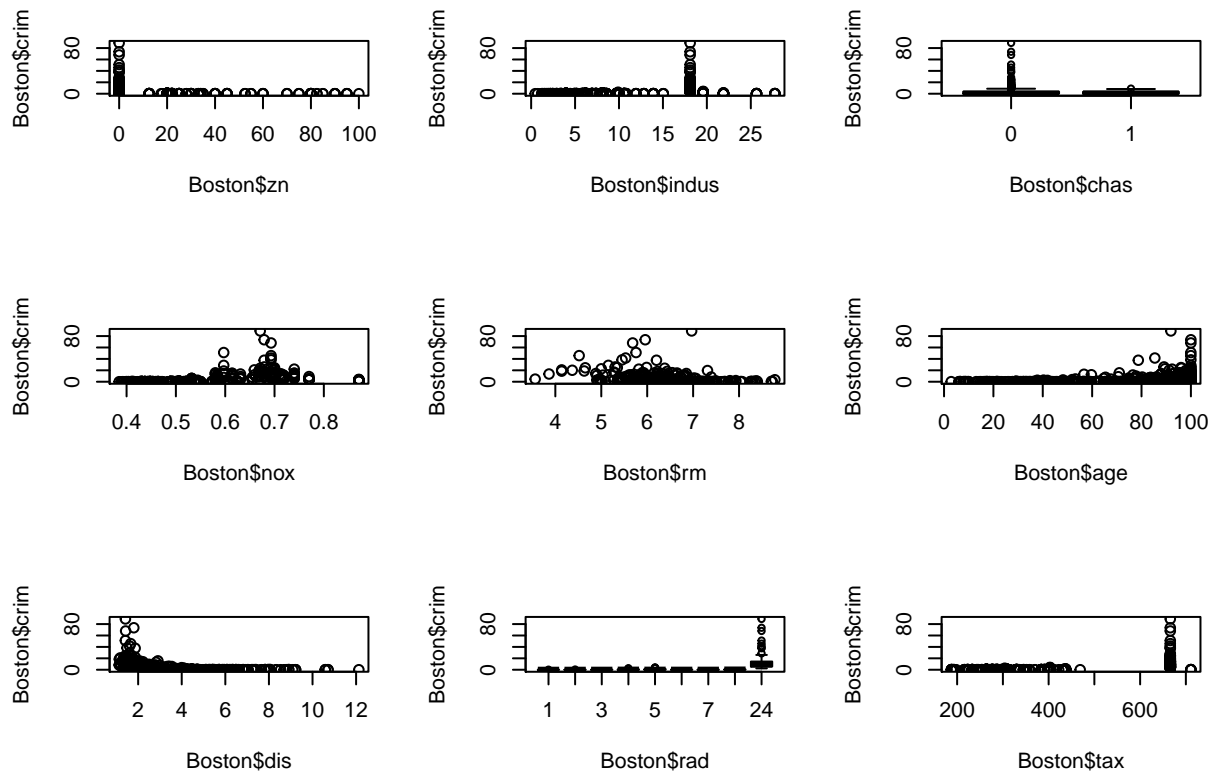 Boston$crim
80
0
0 20 40 60 80 100
Boston$zn
Boston$crim
80
0
0 5 10 15 20 25
Boston$indus
Boston$crim
80
0
0 1
Boston$chas
Boston$crim
80
0
0.4 0.5 0.6 0.7 0.8
Boston$nox
Boston$crim
80
0
4 5 6 7 8
Boston$rm
Boston$crim
80
0
0 20 40 60 80 100
Boston$age
Boston$crim
80
0
2 4 6 8 10 12
Boston$dis
Boston$crim
80
0
1 3 5 7 24
Boston$rad
Boston$crim
80
0
200 400 600
Boston$tax